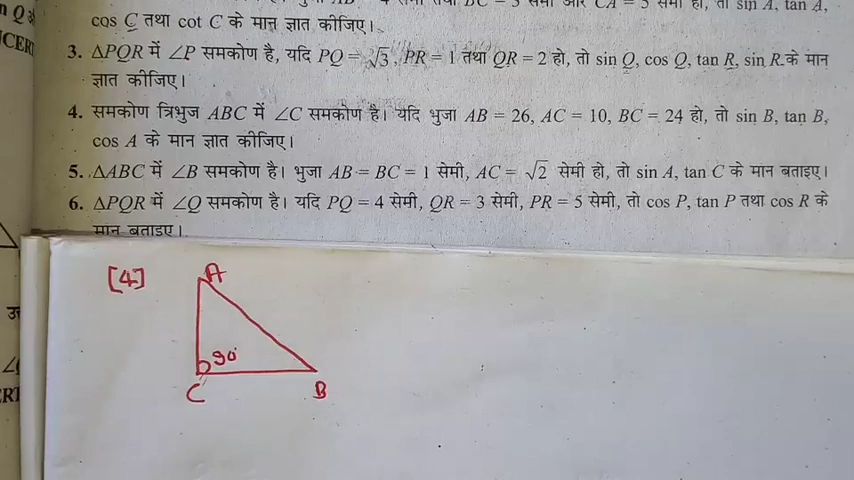 n Q
NCER
cos C तथा cot C के मान ज्ञात कीजिए।
3. ΔPQR में ∠P समकोण है, यदि PQ = √3, PR = 1 तथा QR = 2 हो, तो sin Q, cos Q, tan R, sin R के मान
ज्ञात कीजिए।
4. समकोण त्रिभुज ABC में ∠C समकोण है। यदि भुजा AB = 26, AC = 10, BC = 24 हो, तो sin B, tan B,
cos A के मान ज्ञात कीजिए।
5. ΔABC में ∠B समकोण है। भुजा AB = BC = 1 सेमी, AC = √2 सेमी हो, तो sin A, tan C के मान बताइए।
6. ΔPQR में ∠Q समकोण है। यदि PQ = 4 सेमी, QR = 3 सेमी, PR = 5 सेमी, तो cos P, tan P तथा cos R के
मान बताइए।
[4]
A
90°
C B